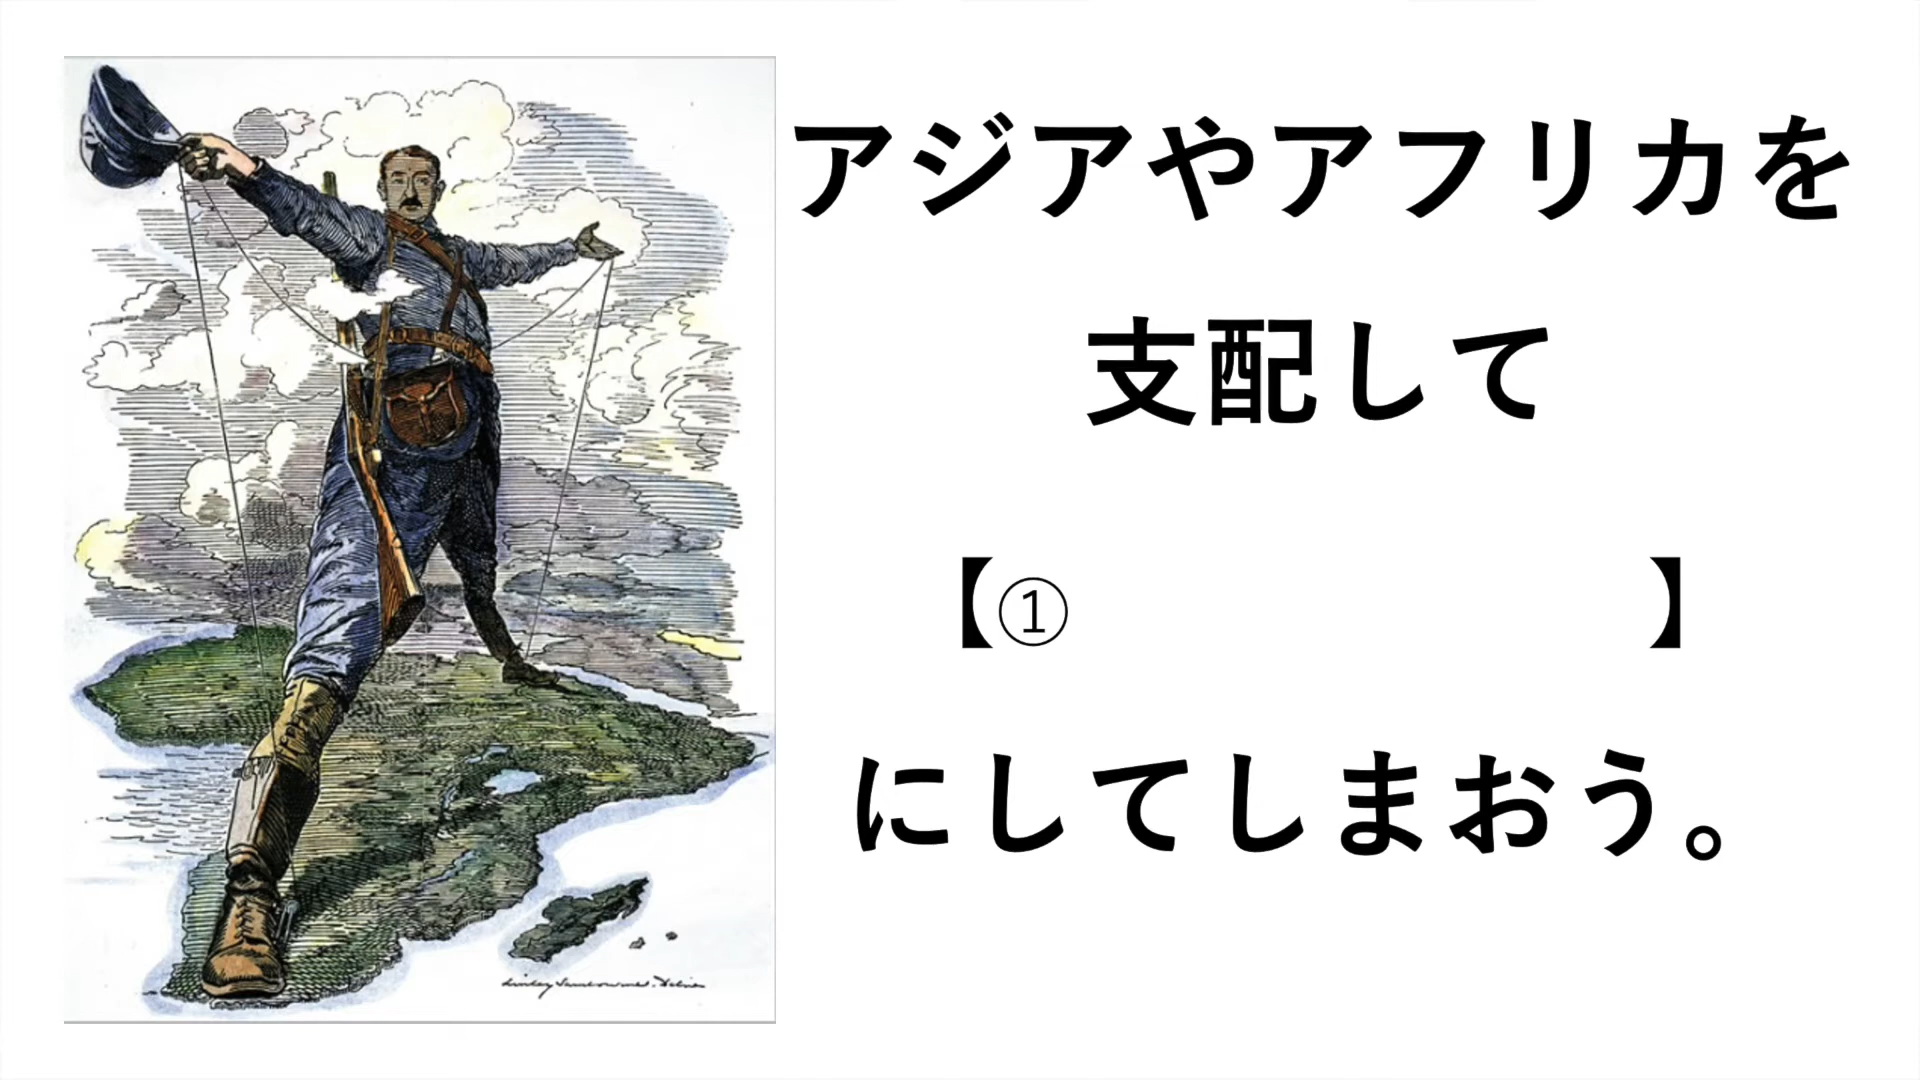 アジアやアフリカを
支配して
【① 】
にしてしまおう。